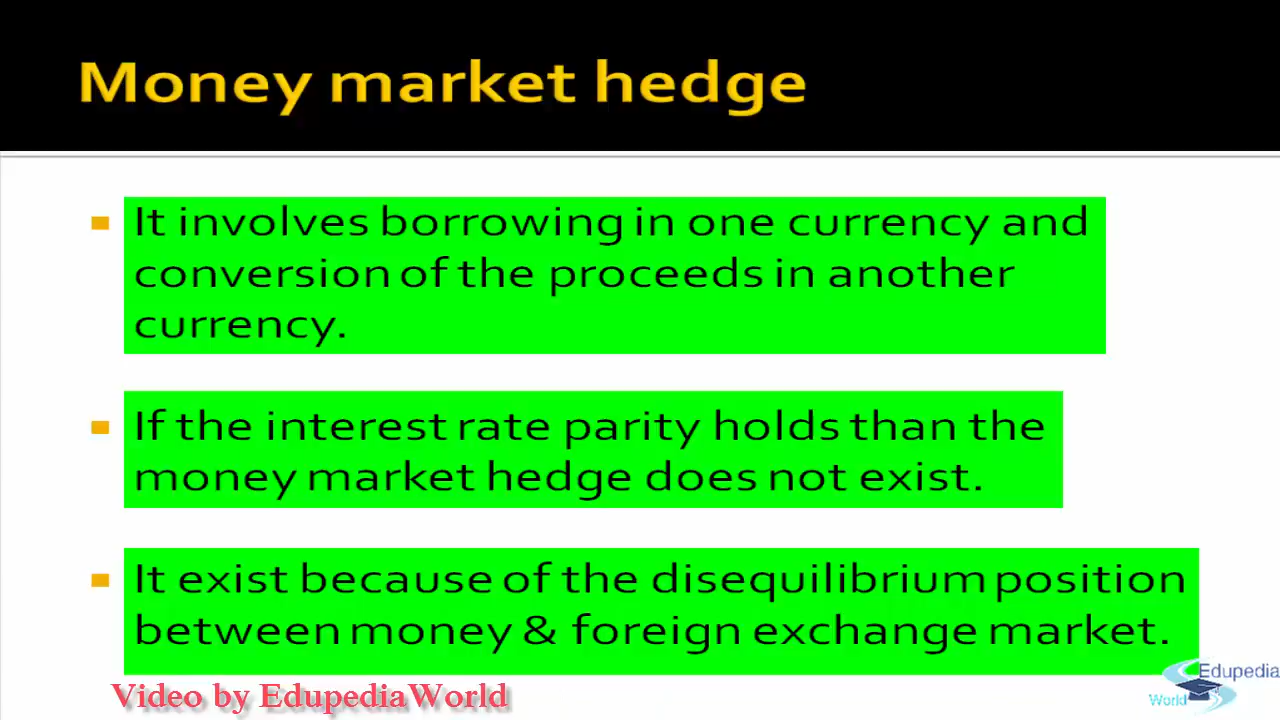 Money market hedge
It involves borrowing in one currency and
conversion of the proceeds in another
currency.
If the interest rate parity holds than the
money market hedge does not exist.
It exist because of the disequilibrium position
between money & foreign exchange market.
Video by EdupediaWorld
Edupedia
World